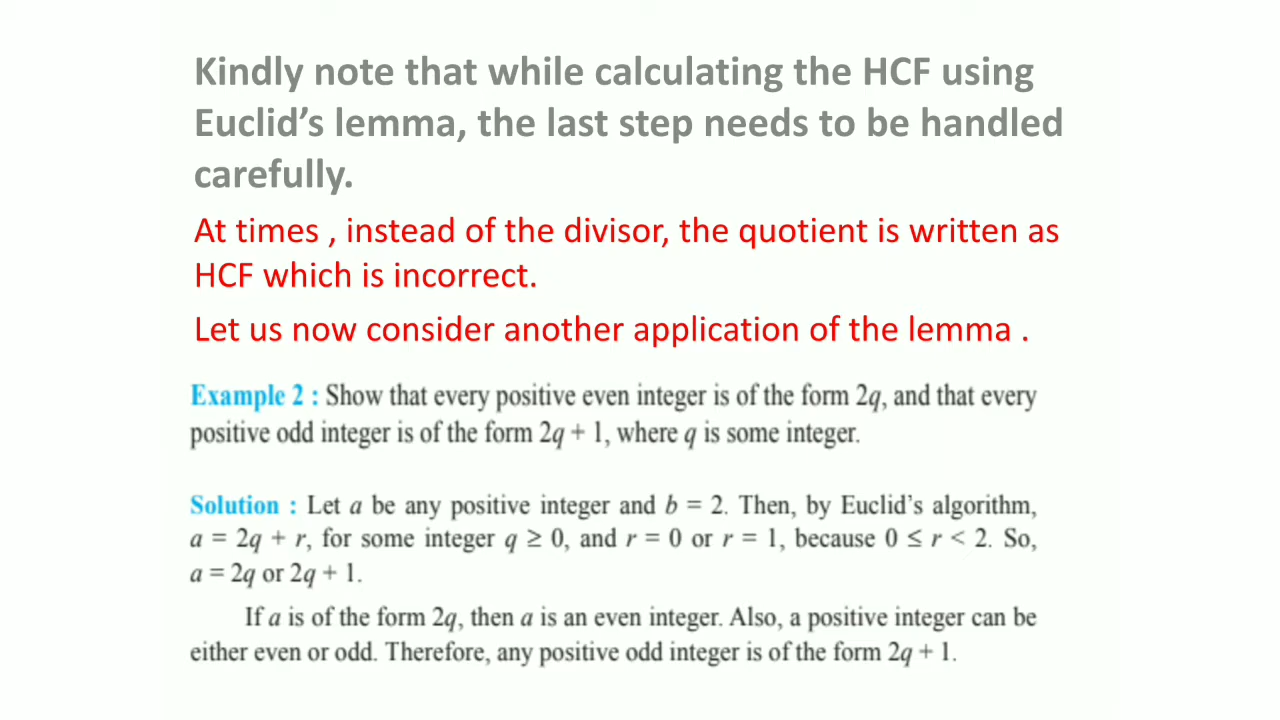 Kindly note that while calculating the HCF using
Euclid’s lemma, the last step needs to be handled
carefully.
At times , instead of the divisor, the quotient is written as
HCF which is incorrect.
Let us now consider another application of the lemma .
Example 2 : Show that every positive even integer is of the form 2q, and that every
positive odd integer is of the form 2q + 1, where q is some integer.
Solution : Let a be any positive integer and b = 2. Then, by Euclid’s algorithm,
a = 2q + r, for some integer q ≥ 0, and r = 0 or r = 1, because 0 ≤ r < 2. So,
a = 2q or 2q + 1.
If a is of the form 2q, then a is an even integer. Also, a positive integer can be
either even or odd. Therefore, any positive odd integer is of the form 2q + 1.